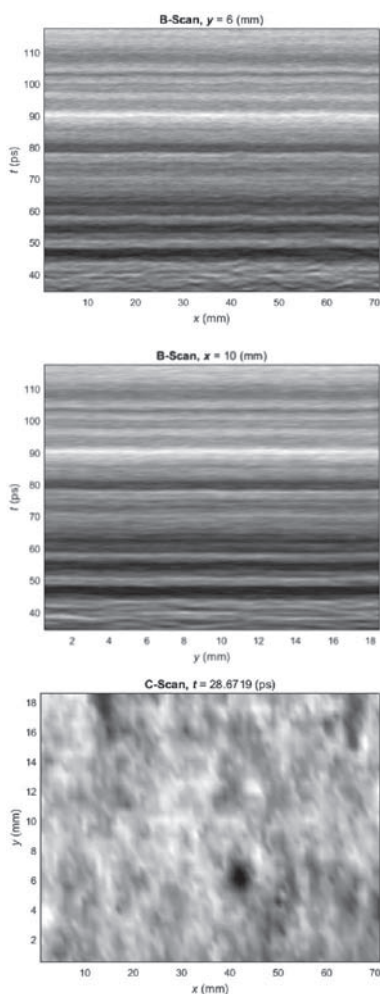 B-Scan, y = 6 (mm)
110
100
90
80
70
60
50
40
t (ps)
10 20 30 40 50 60 70
x (mm)
B-Scan, x = 10 (mm)
110
100
90
80
70
60
50
40
t (ps)
2 4 6 8 10 12 14 16 18
y (mm)
C-Scan, t = 28.6719 (ps)
18
16
14
12
10
8
6
4
2
y (mm)
10 20 30 40 50 60 70
x (mm)